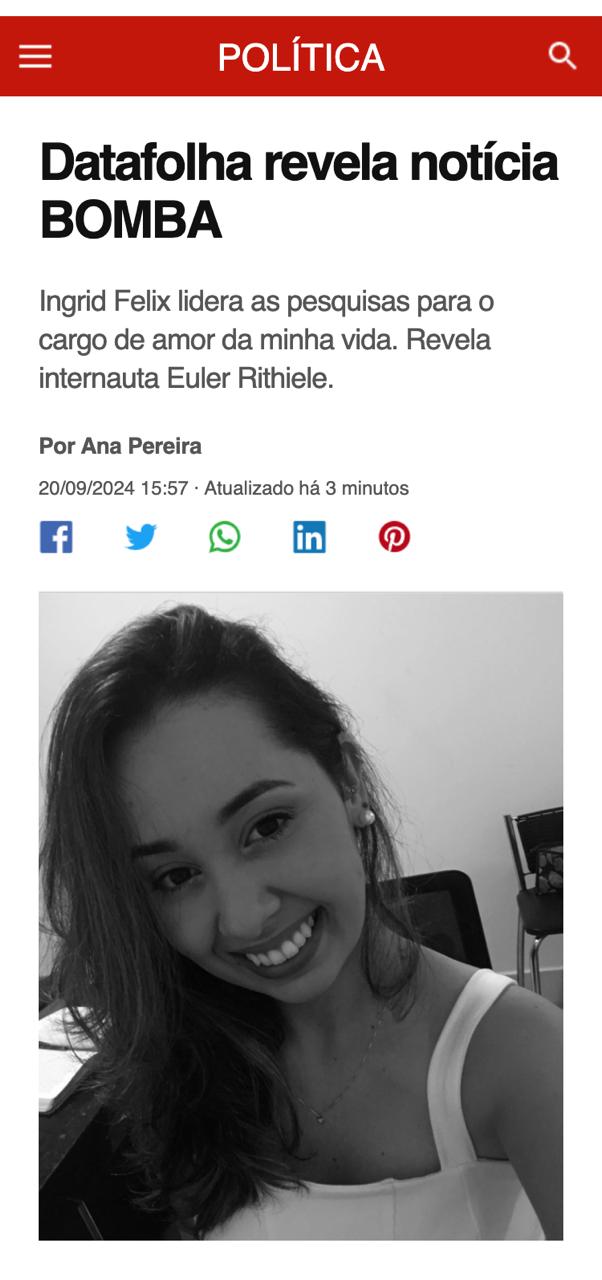 POLÍTICA
Datafolha revela notícia
BOMBA
Ingrid Felix lidera as pesquisas para o
cargo de amor da minha vida. Revela
internauta Euler Rithiele.
Por Ana Pereira
20/09/2024 15:57 · Atualizado há 3 minutos